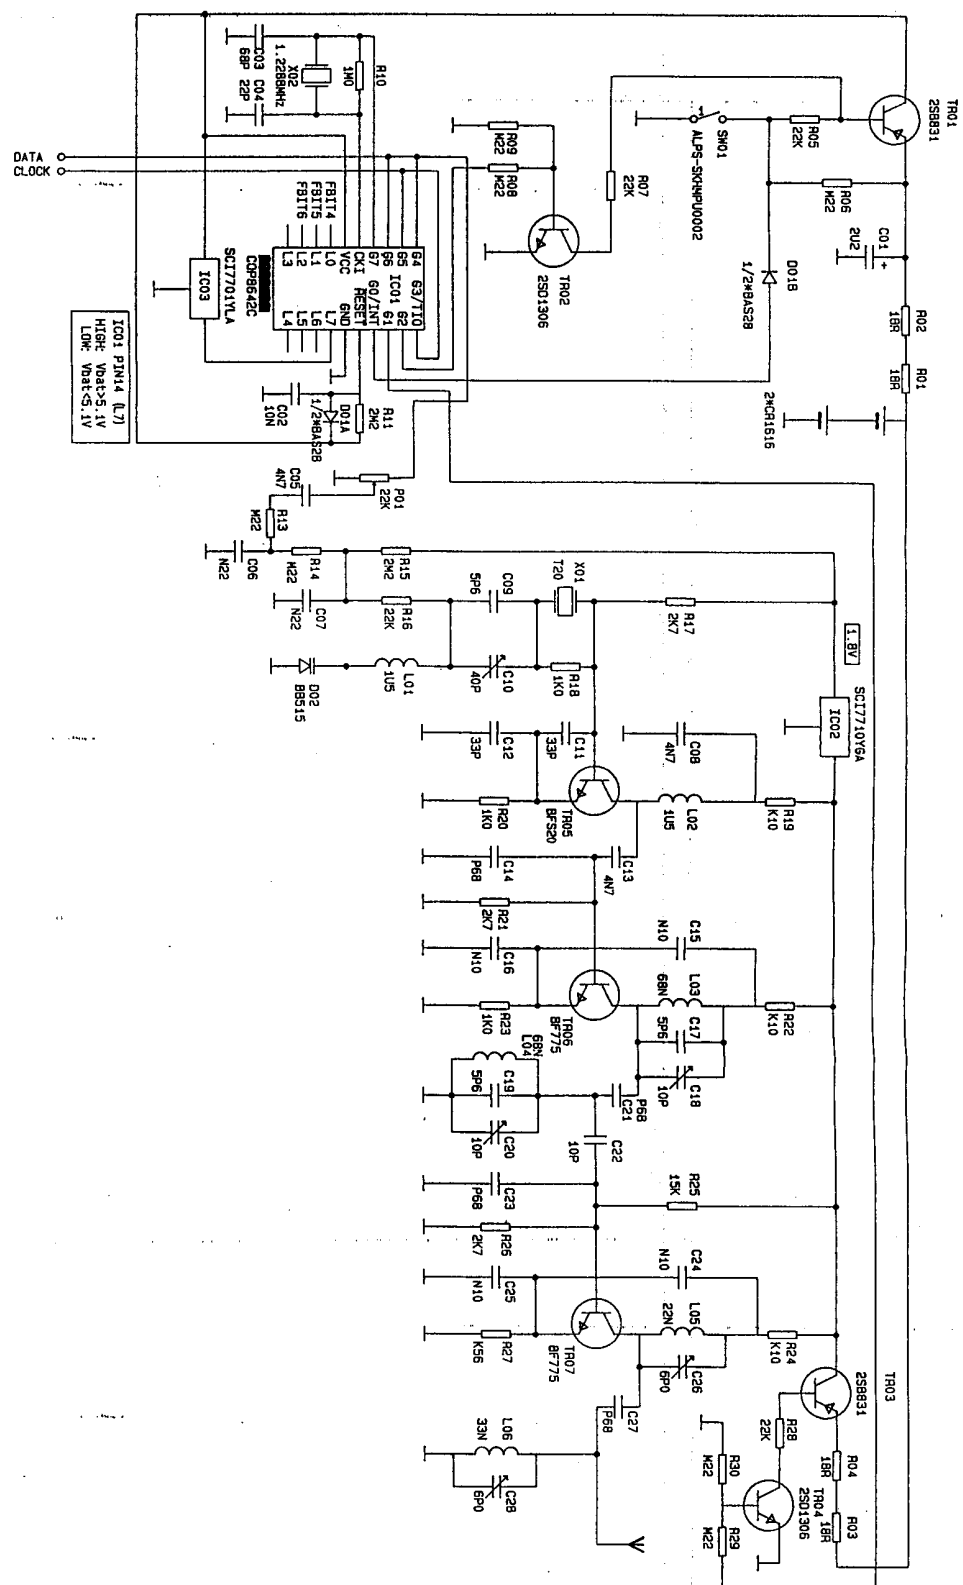 TR01
2SB831
R10
1M0
X02
1.2288MHz
C03
68P
C04
22P
R09
M22
R08
M22
SW01
ALPS-SKHMPU0002
R05
22K
R07
22K
R06
M22
C01
2U2
+
TR02
2SD1306
D01B
1/2*BAS28
R02
18R
R01
18R
2*CR1616
DATA
CLOCK
FBIT4
FBIT5
FBIT6
L3
L2
L1
L0
VCC
CKI
G7
G6
G5
G4
IC01
COP8642C
L4
L5
L6
L7
GND
RESET
G0/INT
G1
G2
G3/TIO
IC03
SCI7701YLA
IC01 PIN14 (L7)
HIGH: Vbat>5.1V
LOW: Vbat<5.1V
C02
10N
D01A
1/2*BAS28
R11
2M2
P01
22K
C05
4N7
R13
M22
C06
N22
R14
M22
R15
2M2
C07
N22
R16
22K
C09
5P6
X01
T20
R17
2K7
1.8V
D02
BB515
L01
1U5
C10
40P
R18
1K0
SCI7710YGA
IC02
C12
33P
C11
33P
C08
4N7
R20
1K0
TR05
BFS20
L02
1U5
R19
K10
C14
P68
C13
4N7
R21
2K7
C16
N10
C15
N10
R23
1K0
TR06
BF775
L03
68N
R22
K10
C17
5P6
C18
10P
L04
68N
C19
5P6
C20
10P
C21
P68
C22
10P
C23
P68
R25
15K
R26
2K7
C25
N10
C24
N10
R27
K56
TR07
BF775
L05
22N
R24
K10
C26
6P0
C27
P68
TR03
2SB831
R28
22K
L06
33N
C28
6P0
R30
M22
R29
M22
TR04
2SD1306
R04
18R
R03
18R